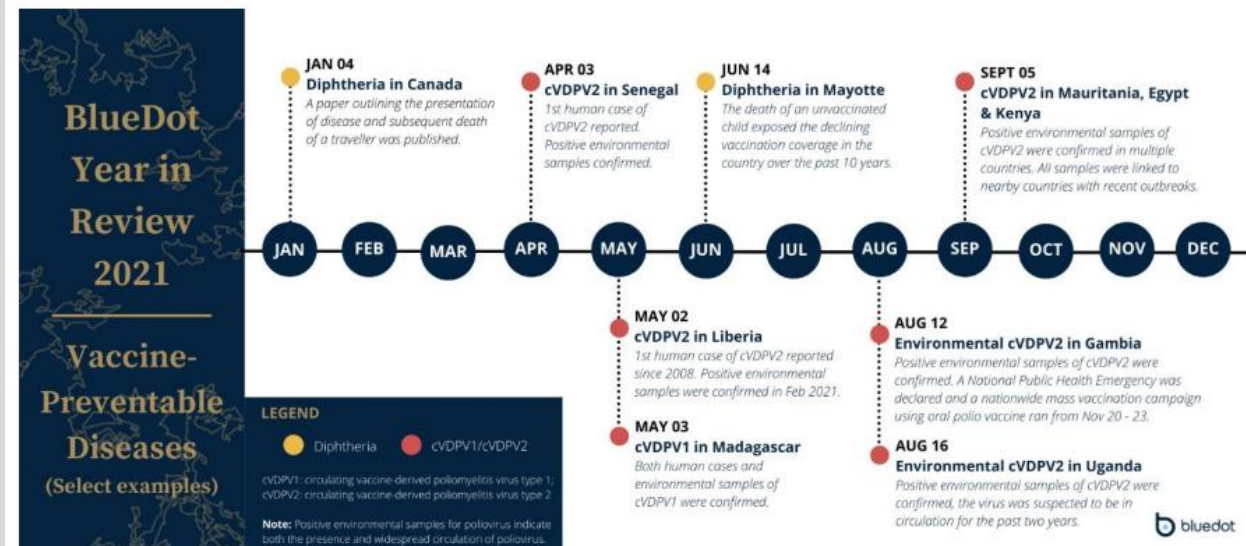 BlueDot
Year in
Review
2021
Vaccine-
Preventable
Diseases
(Select examples)
JAN 04
Diphtheria in Canada
A paper outlining the presentation
of disease and subsequent death
of a traveller was published.
APR 03
cVDPV2 in Senegal
1st human case of
cVDPV2 reported.
Positive environmental
samples confirmed.
JUN 14
Diphtheria in Mayotte
The death of an unvaccinated
child exposed the declining
vaccination coverage in the
country over the past 10 years.
SEPT 05
cVDPV2 in Mauritania, Egypt
& Kenya
Positive environmental samples of
cVDPV2 were confirmed in multiple
countries. All samples were linked to
nearby countries with recent outbreaks.
JAN FEB MAR APR MAY JUN JUL AUG SEP OCT NOV DEC
MAY 02
cVDPV2 in Liberia
1st human case of cVDPV2 reported
since 2008. Positive environmental
samples were confirmed in Feb 2021.
MAY 03
cVDPV1 in Madagascar
Both human cases and
environmental samples of
cVDPV1 were confirmed.
AUG 12
Environmental cVDPV2 in Gambia
Positive environmental samples of cVDPV2 were
confirmed. A National Public Health Emergency was
declared and a nationwide mass vaccination campaign
using oral polio vaccine ran from Nov 20 - 23.
AUG 16
Environmental cVDPV2 in Uganda
Positive environmental samples of cVDPV2 were
confirmed, the virus was suspected to be in
circulation for the past two years.
LEGEND
Diphtheria cVDPV1/cVDPV2
cVDPV1: circulating vaccine-derived poliomyelitis virus type 1;
cVDPV2: circulating vaccine-derived poliomyelitis virus type 2
Note: Positive environmental samples for poliovirus indicate
both the presence and widespread circulation of poliovirus.
bluedot